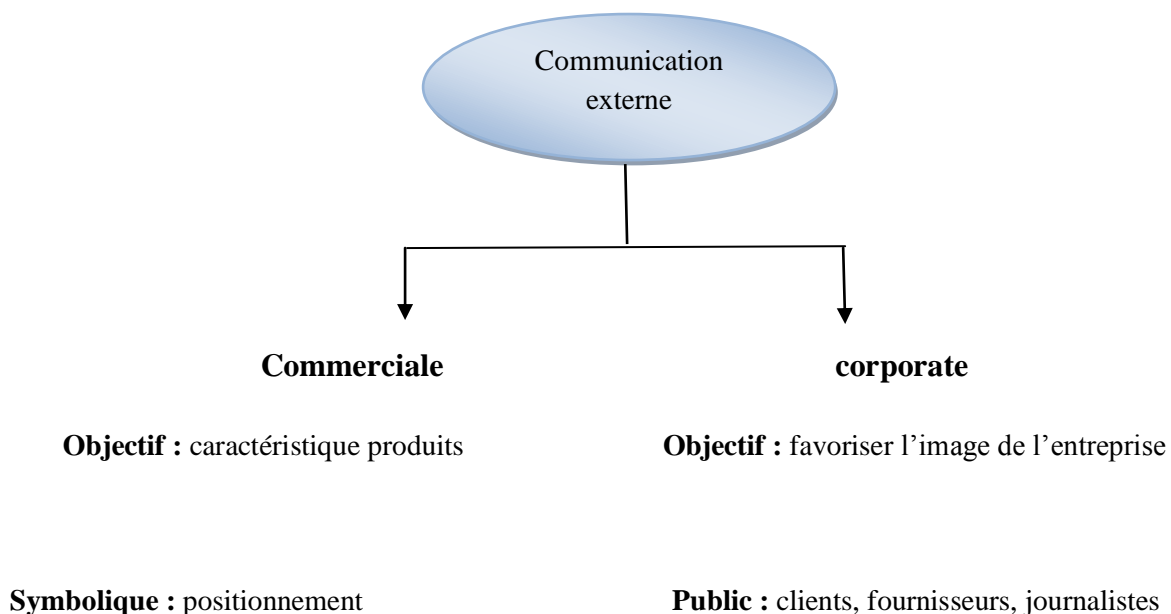 Communication
externe
Commerciale
corporate
Objectif : caractéristique produits
Objectif : favoriser l’image de l’entreprise
Symbolique : positionnement
Public : clients, fournisseurs, journalistes